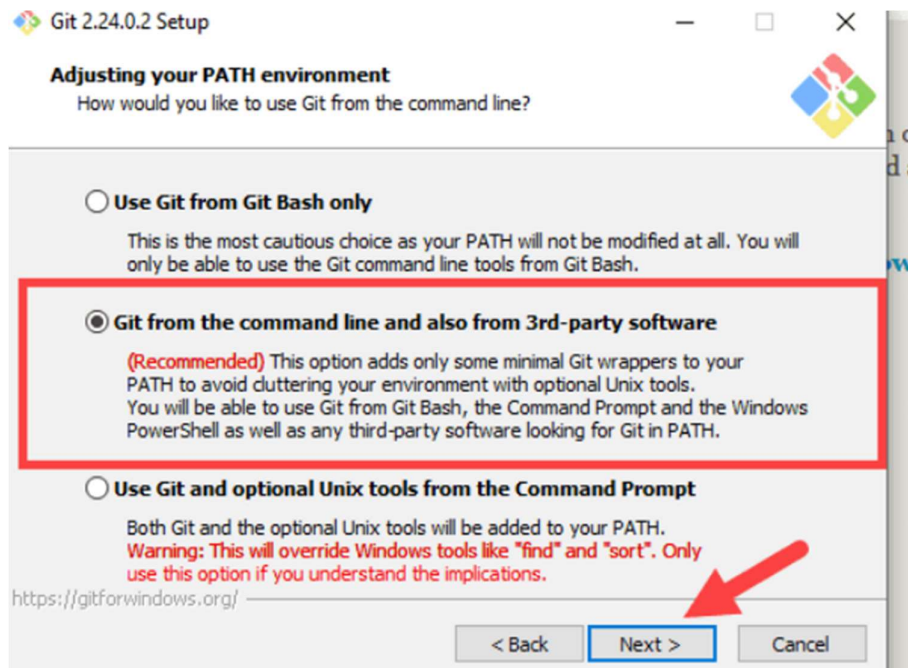 Git 2.24.0.2 Setup
Adjusting your PATH environment
How would you like to use Git from the command line?
Use Git from Git Bash only
This is the most cautious choice as your PATH will not be modified at all. You will
only be able to use the Git command line tools from Git Bash.
Git from the command line and also from 3rd-party software
(Recommended) This option adds only some minimal Git wrappers to your
PATH to avoid cluttering your environment with optional Unix tools.
You will be able to use Git from Git Bash, the Command Prompt and the Windows
PowerShell as well as any third-party software looking for Git in PATH.
Use Git and optional Unix tools from the Command Prompt
Both Git and the optional Unix tools will be added to your PATH.
Warning: This will override Windows tools like "find" and "sort". Only
use this option if you understand the implications.
https://gitforwindows.org/
< Back Next > Cancel